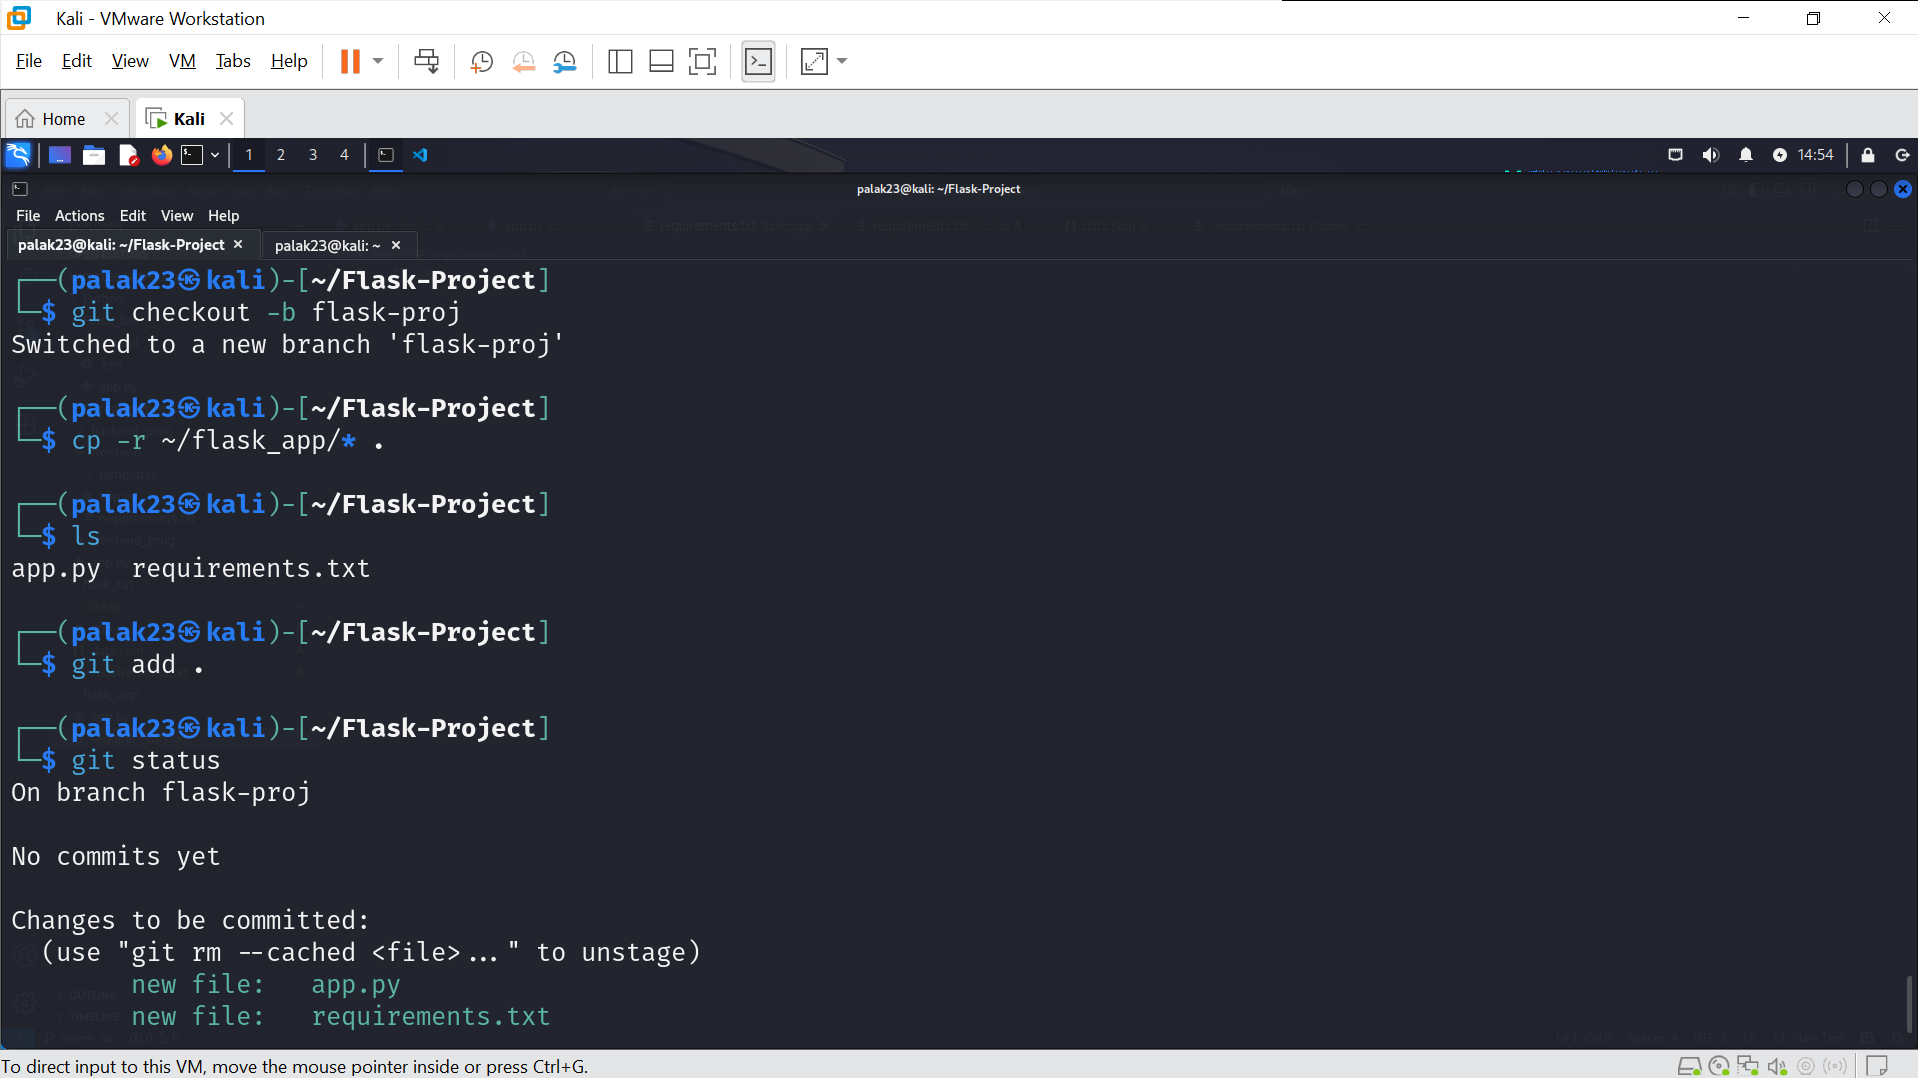 Kali - VMware Workstation
File Edit View VM Tabs Help
Home
Kali
1 2 3 4
14:54
palak23@kali: ~/Flask-Project
File Actions Edit View Help
palak23@kali: ~/Flask-Project
palak23@kali: ~
(palak23㉿kali)-[~/Flask-Project]
$ git checkout -b flask-proj
Switched to a new branch 'flask-proj'
(palak23㉿kali)-[~/Flask-Project]
$ cp -r ~/flask_app/* .
(palak23㉿kali)-[~/Flask-Project]
$ ls
app.py requirements.txt
(palak23㉿kali)-[~/Flask-Project]
$ git add .
(palak23㉿kali)-[~/Flask-Project]
$ git status
On branch flask-proj
No commits yet
Changes to be committed:
(use "git rm --cached <file>..." to unstage)
new file: app.py
new file: requirements.txt
To direct input to this VM, move the mouse pointer inside or press Ctrl+G.